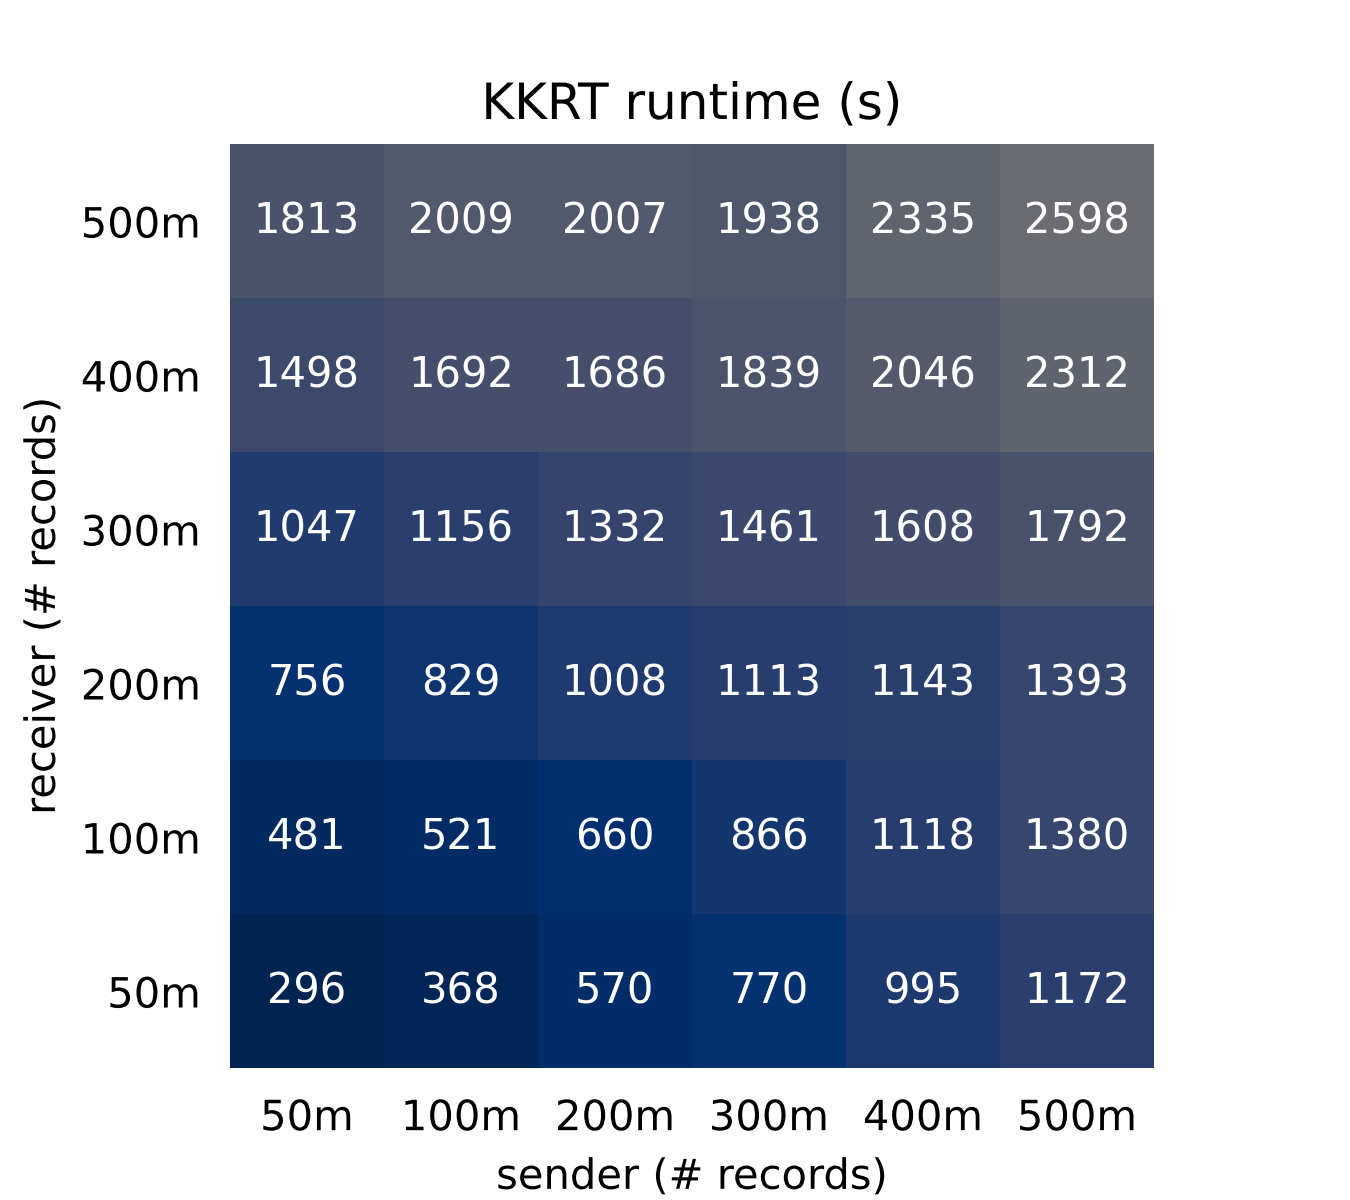 KKRT runtime (s)
500m 1813 2009 2007 1938 2335 2598
400m 1498 1692 1686 1839 2046 2312
300m 1047 1156 1332 1461 1608 1792
200m 756 829 1008 1113 1143 1393
100m 481 521 660 866 1118 1380
50m 296 368 570 770 995 1172
50m 100m 200m 300m 400m 500m
sender (# records)
receiver (# records)